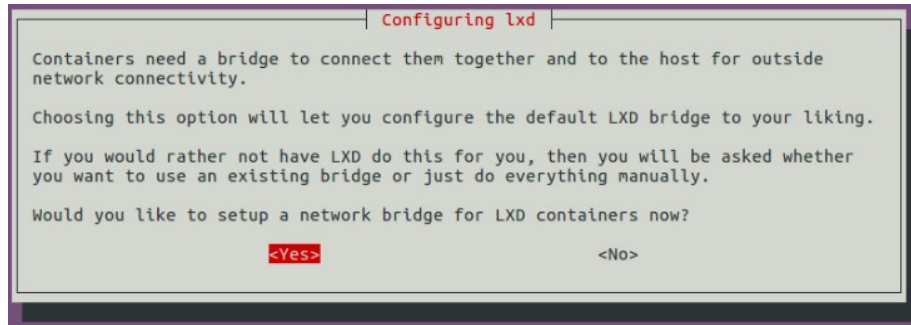 Configuring lxd
Containers need a bridge to connect them together and to the host for outside
network connectivity.
Choosing this option will let you configure the default LXD bridge to your liking.
If you would rather not have LXD do this for you, then you will be asked whether
you want to use an existing bridge or just do everything manually.
Would you like to setup a network bridge for LXD containers now?
<Yes> <No>